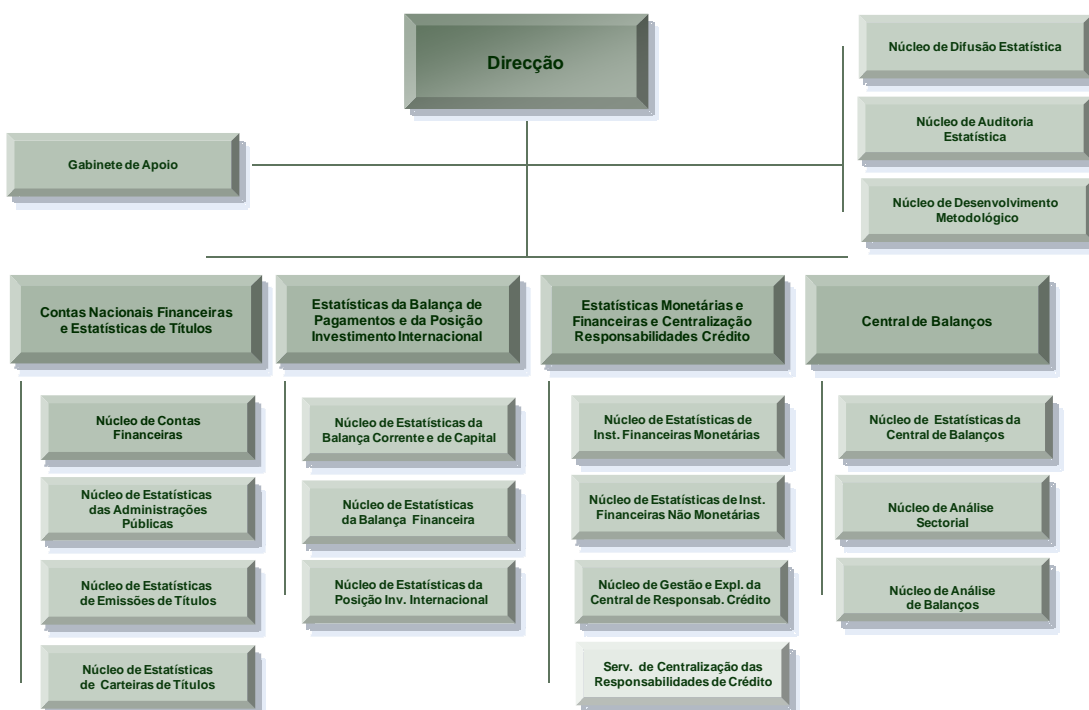 Direcção
Núcleo de Difusão Estatística
Núcleo de Auditoria
Estatística
Núcleo de Desenvolvimento
Metodológico
Gabinete de Apoio
Contas Nacionais Financeiras
e Estatísticas de Títulos
Núcleo de Contas
Financeiras
Núcleo de Estatísticas
das Administrações
Públicas
Núcleo de Estatísticas
de Emissões de Títulos
Núcleo de Estatísticas
de Carteiras de Títulos
Estatísticas da Balança de
Pagamentos e da Posição
Investimento Internacional
Núcleo de Estatísticas da
Balança Corrente e de Capital
Núcleo de Estatísticas
da Balança Financeira
Núcleo de Estatísticas da
Posição Inv. Internacional
Estatísticas Monetárias e
Financeiras e Centralização
Responsabilidades Crédito
Núcleo de Estatísticas de
Inst. Financeiras Monetárias
Núcleo de Estatísticas de Inst.
Financeiras Não Monetárias
Núcleo de Gestão e Expl. da
Central de Responsab. Crédito
Serv. de Centralização das
Responsabilidades de Crédito
Central de Balanços
Núcleo de Estatísticas da
Central de Balanços
Núcleo de Análise
Sectorial
Núcleo de Análise
de Balanços